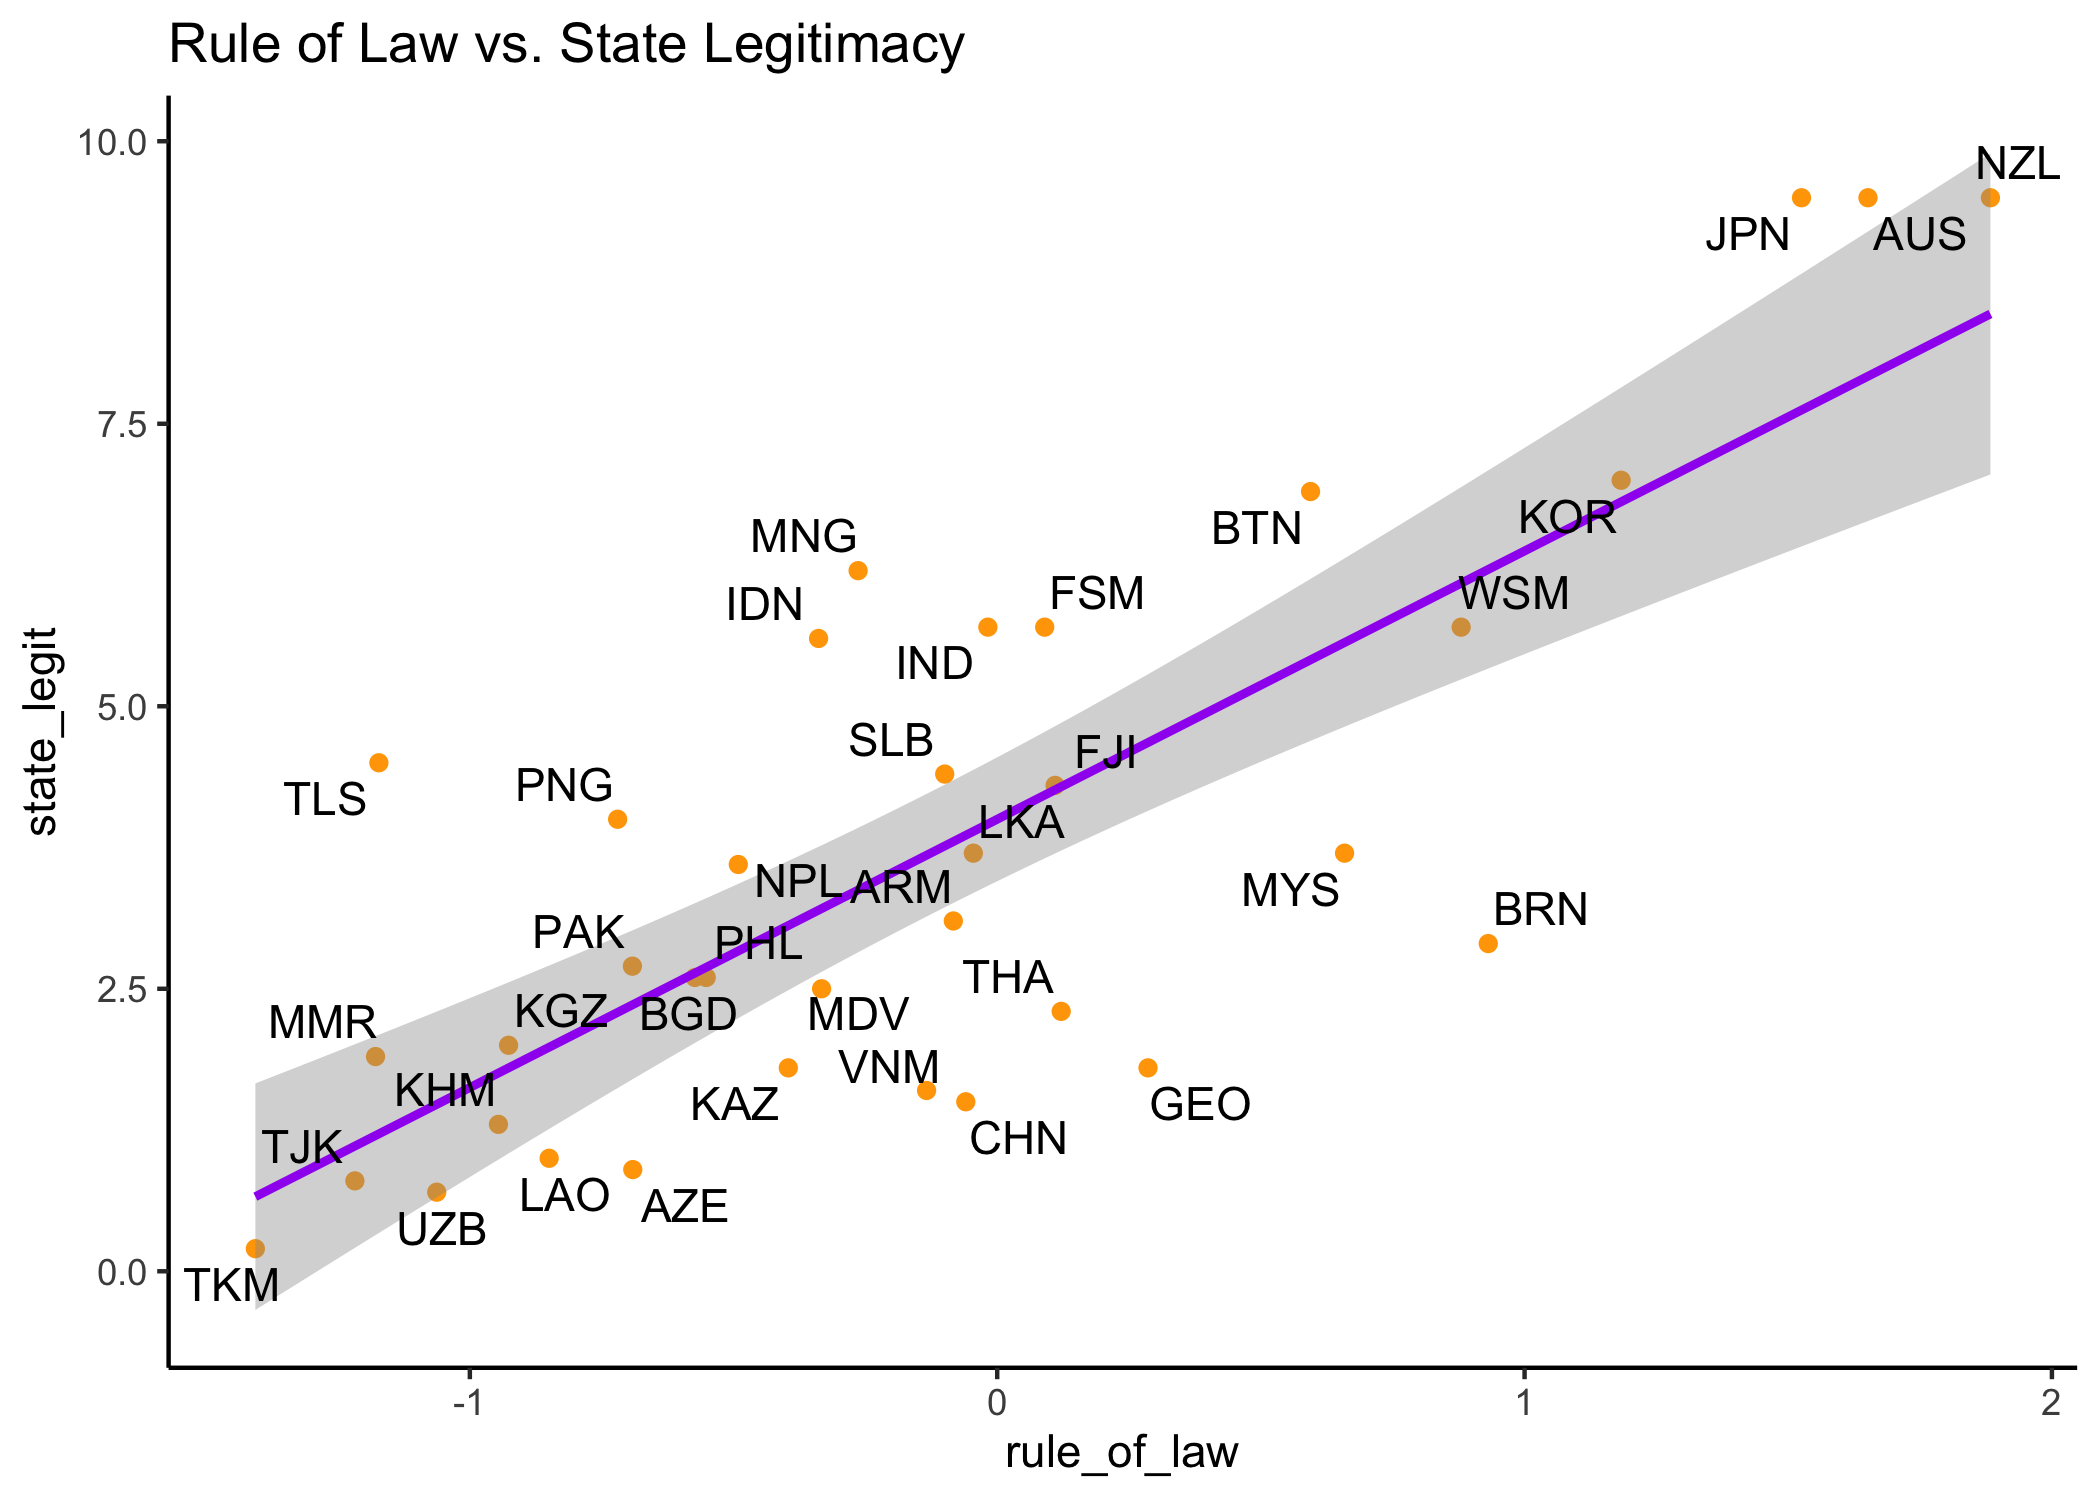 Rule of Law vs. State Legitimacy
10.0
7.5
5.0
2.5
0.0
state_legit
NZL
JPN
AUS
KOR
BTN
MNG
FSM
WSM
IDN
IND
SLB
FJI
TLS
PNG
LKA
NPL
ARM
MYS
BRN
PAK
PHL
THA
MMR
KGZ
BGD
MDV
VNM
KHM
KAZ
GEO
CHN
TJK
LAO
AZE
UZB
TKM
-1
0
1
2
rule_of_law